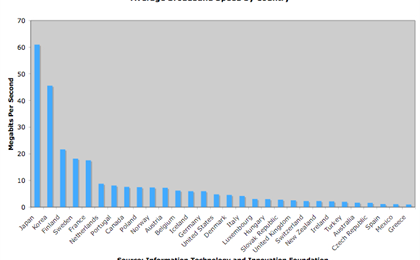 Average Broadband Speed by Country
70
60
50
40
30
20
10
0
Megabits Per Second
Japan
Korea
Finland
Sweden
France
Netherlands
Portugal
Canada
Poland
Norway
Austria
Belgium
Iceland
Germany
United States
Denmark
Italy
Luxembourg
Hungary
Slovak Republic
United Kingdom
Switzerland
New Zealand
Ireland
Turkey
Australia
Czech Republic
Spain
Mexico
Greece
Source: Information Technology and Innovation Foundation